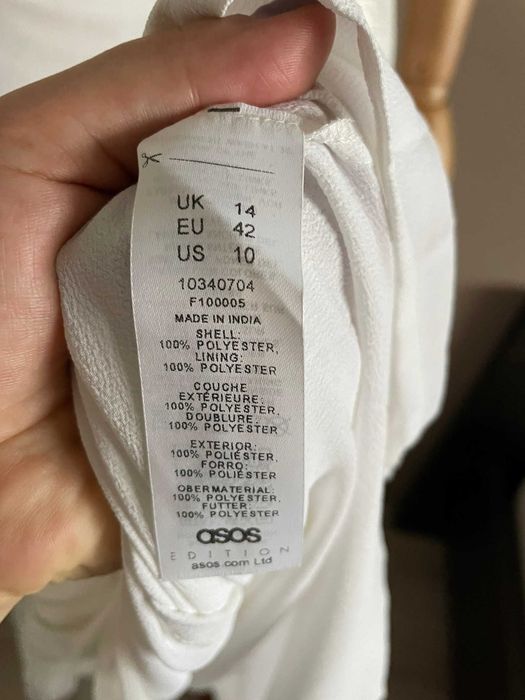 UK 14
EU 42
US 10
10340704
F100005
MADE IN INDIA
SHELL:
100% POLYESTER,
LINING:
100% POLYESTER
COUCHE
EXTÉRIEURE:
100% POLYESTER,
DOUBLURE:
100% POLYESTER
EXTERIOR:
100% POLIÉSTER,
FORRO:
100% POLIÉSTER
OBERMATERIAL:
100% POLYESTER,
FUTTER:
100% POLYESTER
asos
EDITION
asos.com Ltd